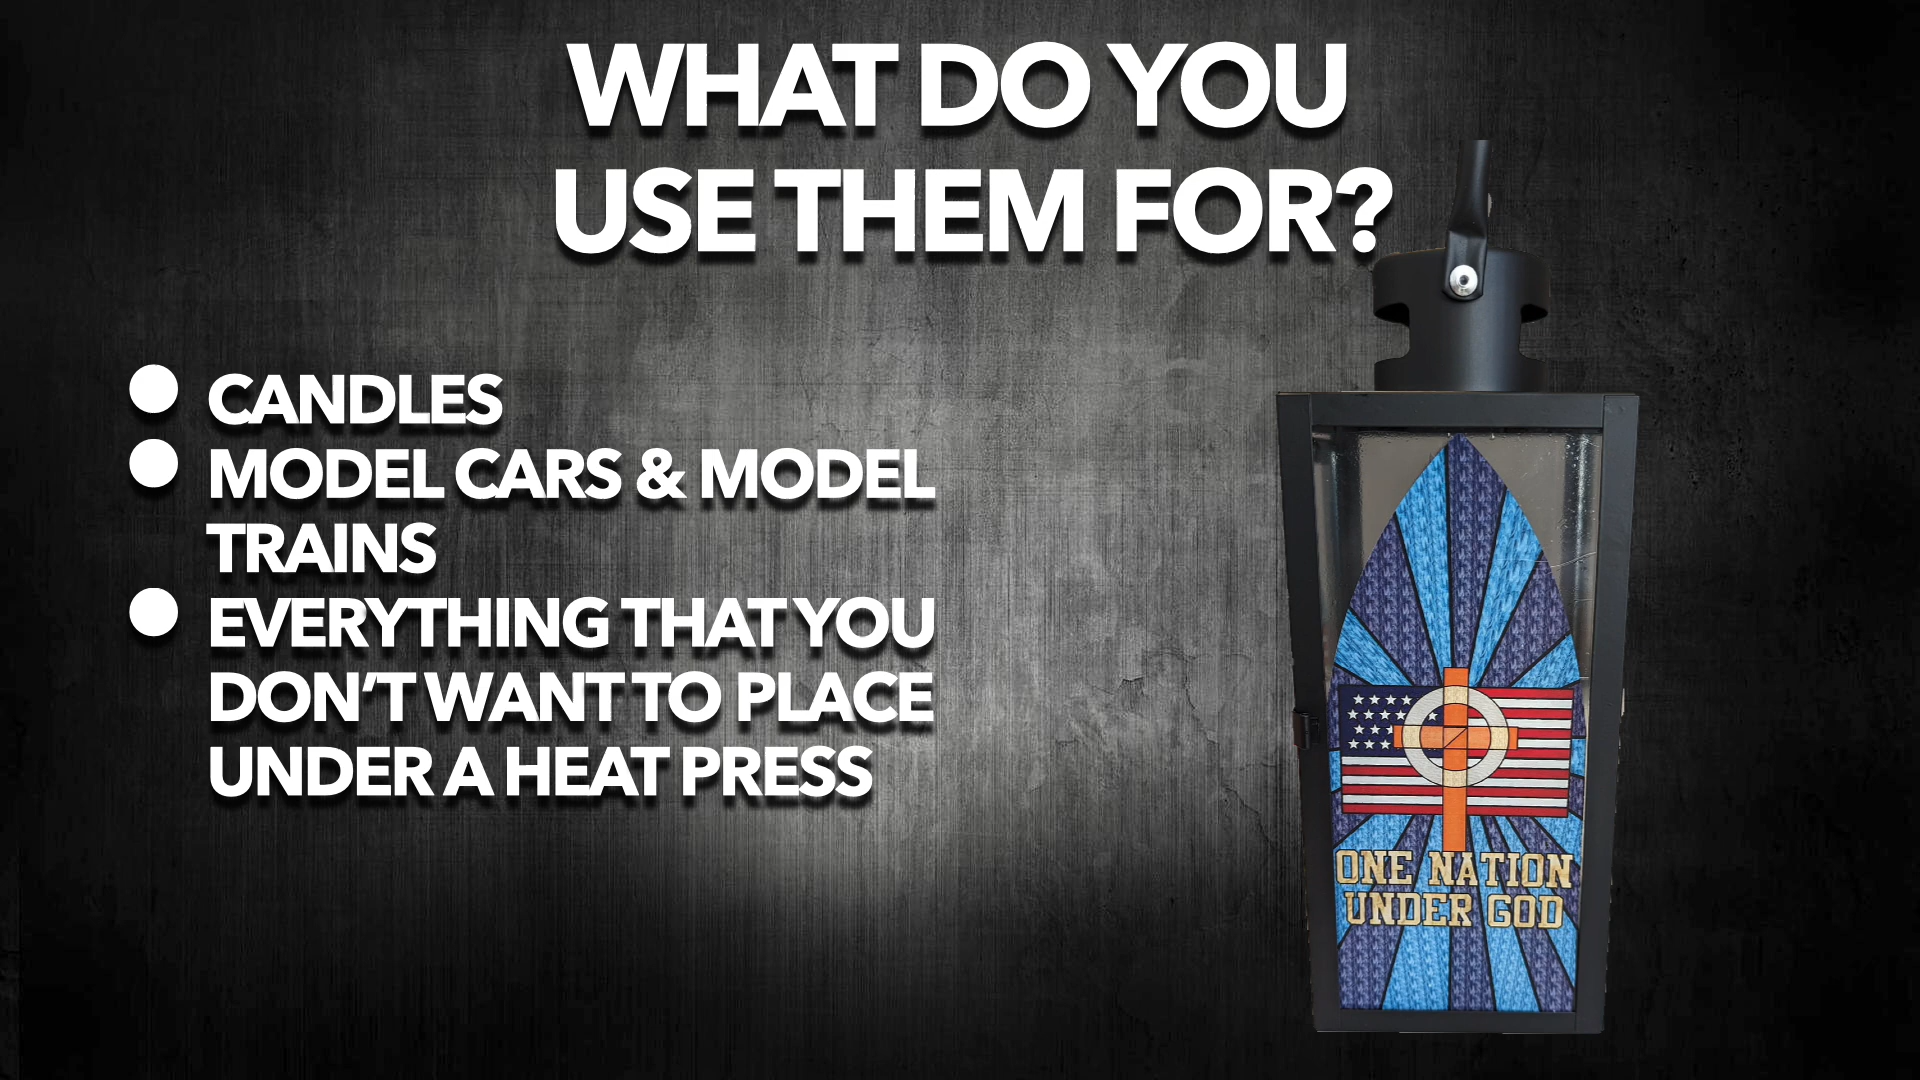 WHAT DO YOU
USE THEM FOR?
CANDLES
MODEL CARS & MODEL
TRAINS
EVERYTHING THAT YOU
DON’T WANT TO PLACE
UNDER A HEAT PRESS
ONE NATION
UNDER GOD